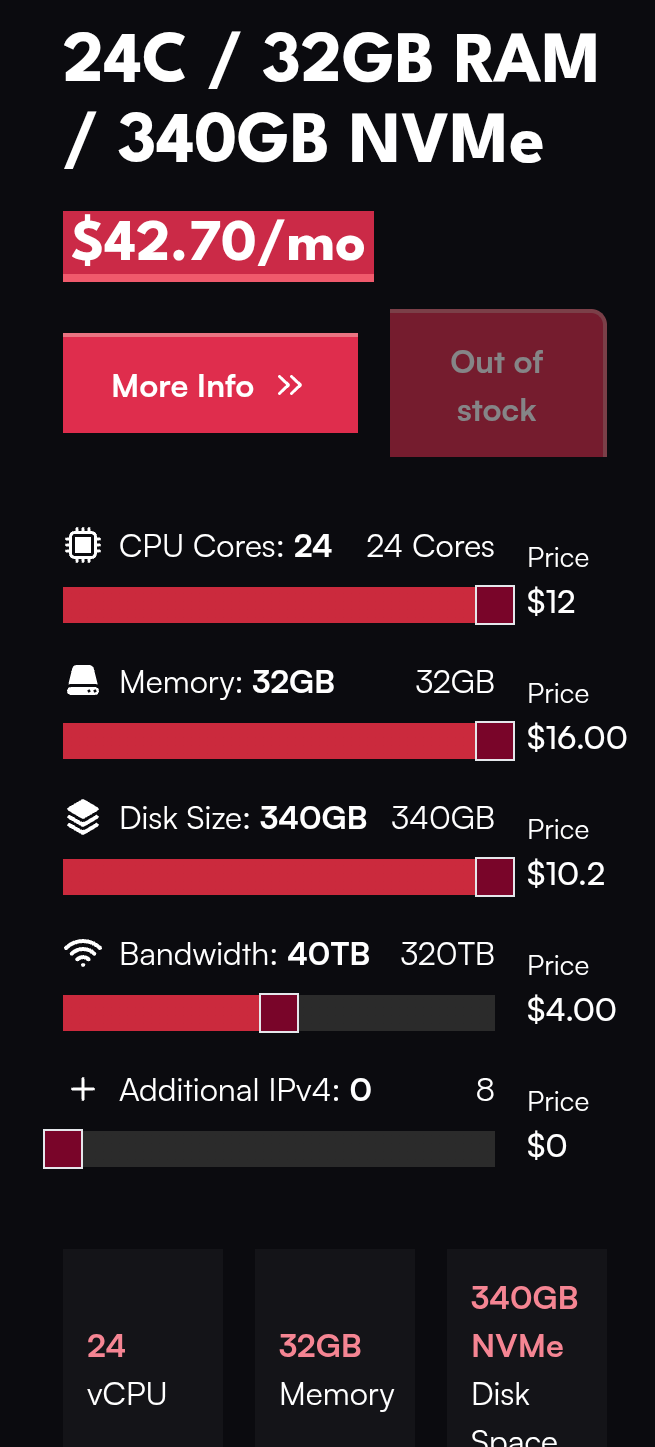 24C / 32GB RAM
/ 340GB NVMe
$42.70/mo
More Info
Out of
stock
CPU Cores: 24 24 Cores
Price
$12
Memory: 32GB 32GB
Price
$16.00
Disk Size: 340GB 340GB
Price
$10.2
Bandwidth: 40TB 320TB
Price
$4.00
Additional IPv4: 0 8
Price
$0
24
vCPU
32GB
Memory
340GB
NVMe
Disk
Space